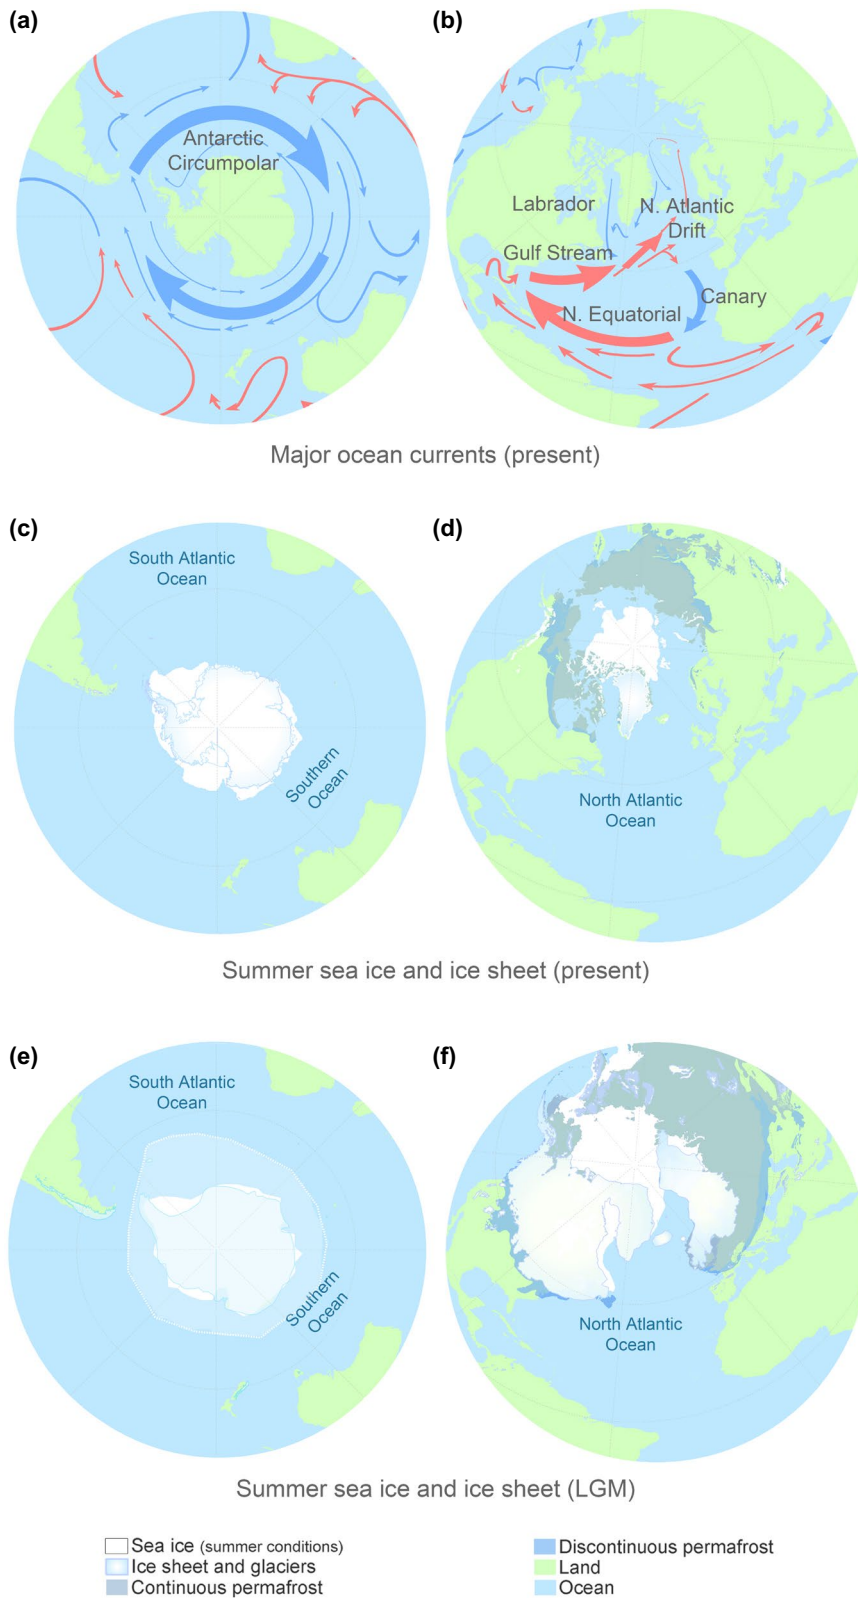 (a)
(b)
Antarctic
Circumpolar
Labrador
N. Atlantic
Drift
Gulf Stream
N. Equatorial
Canary
Major ocean currents (present)
(c)
(d)
South Atlantic
Ocean
Southern
Ocean
North Atlantic
Ocean
Summer sea ice and ice sheet (present)
(e)
(f)
South Atlantic
Ocean
Southern
Ocean
North Atlantic
Ocean
Summer sea ice and ice sheet (LGM)
Sea ice (summer conditions)
Ice sheet and glaciers
Continuous permafrost
Discontinuous permafrost
Land
Ocean